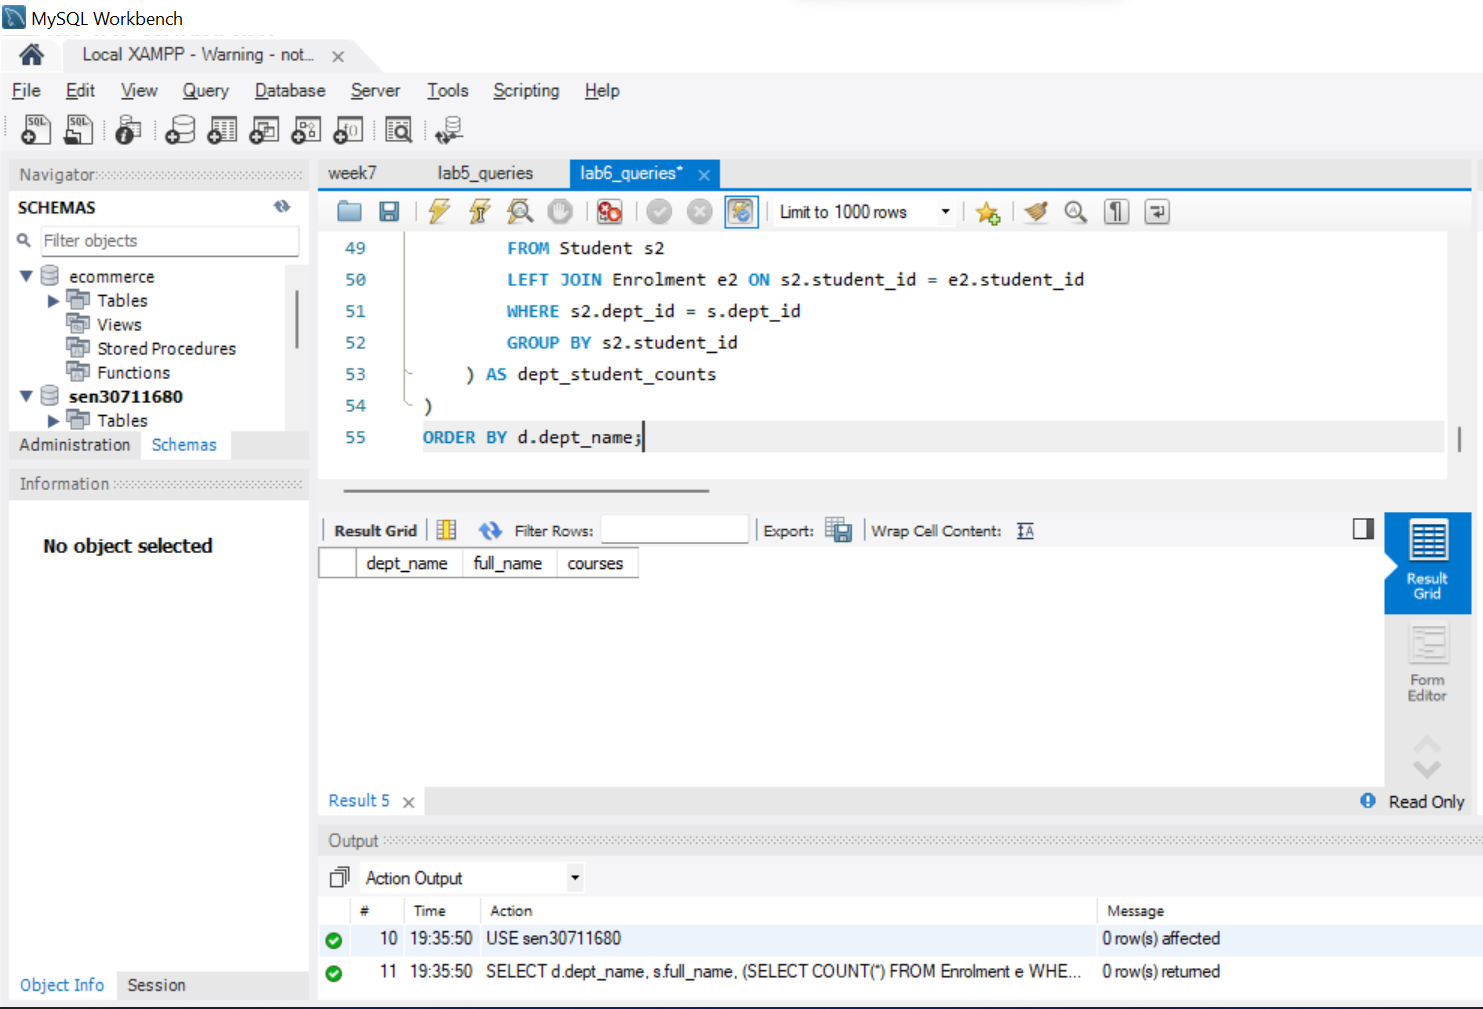 MySQL Workbench
Local XAMPP - Warning - not...
File Edit View Query Database Server Tools Scripting Help
Navigator
SCHEMAS
Filter objects
ecommerce
Tables
Views
Stored Procedures
Functions
sen30711680
Tables
Administration Schemas
Information
No object selected
Object Info Session
week7 lab5_queries lab6_queries*
Limit to 1000 rows
49 FROM Student s2
50 LEFT JOIN Enrolment e2 ON s2.student_id = e2.student_id
51 WHERE s2.dept_id = s.dept_id
52 GROUP BY s2.student_id
53 ) AS dept_student_counts
54 )
55 ORDER BY d.dept_name;
Result Grid Filter Rows: Export: Wrap Cell Content:
dept_name full_name courses
Result Grid
Form Editor
Result 5
Read Only
Output
Action Output
# Time Action Message
10 19:35:50 USE sen30711680 0 row(s) affected
11 19:35:50 SELECT d.dept_name, s.full_name, (SELECT COUNT(*) FROM Enrolment e WHE... 0 row(s) returned